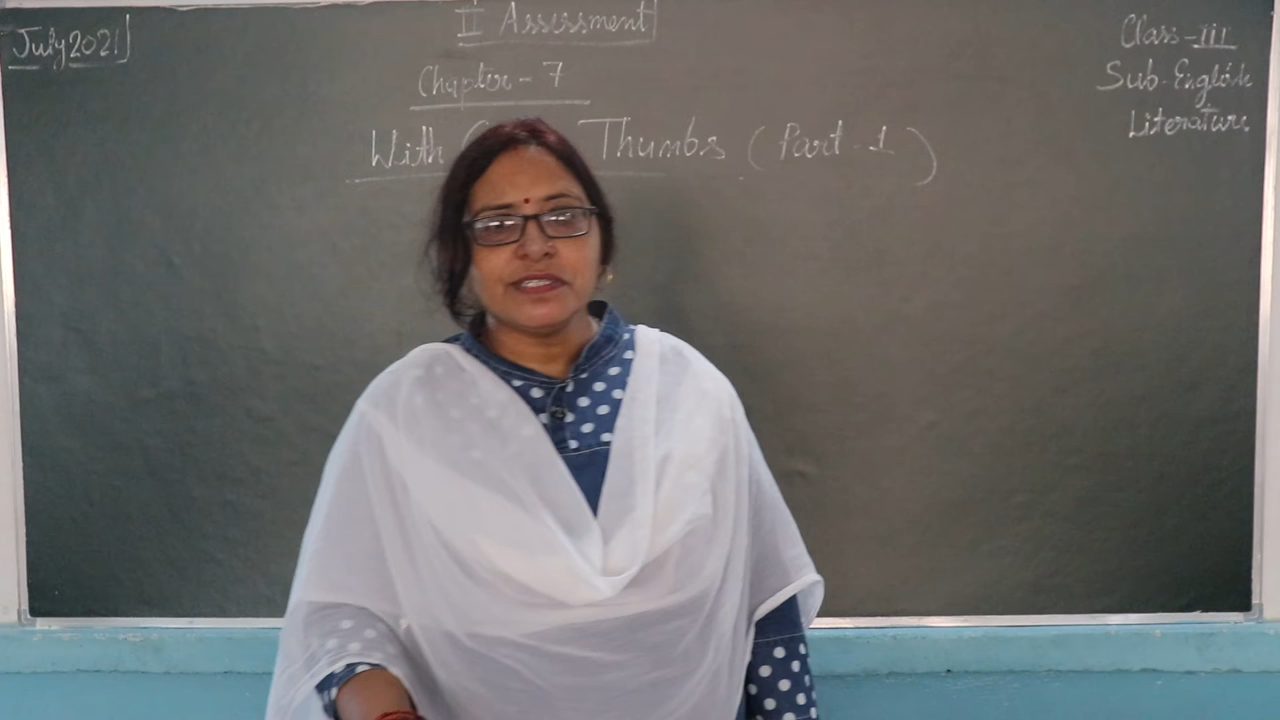 July 2021
II Assessment
Class-III
Sub-English
Literature
Chapter-7
With Thumbs (Part-1)